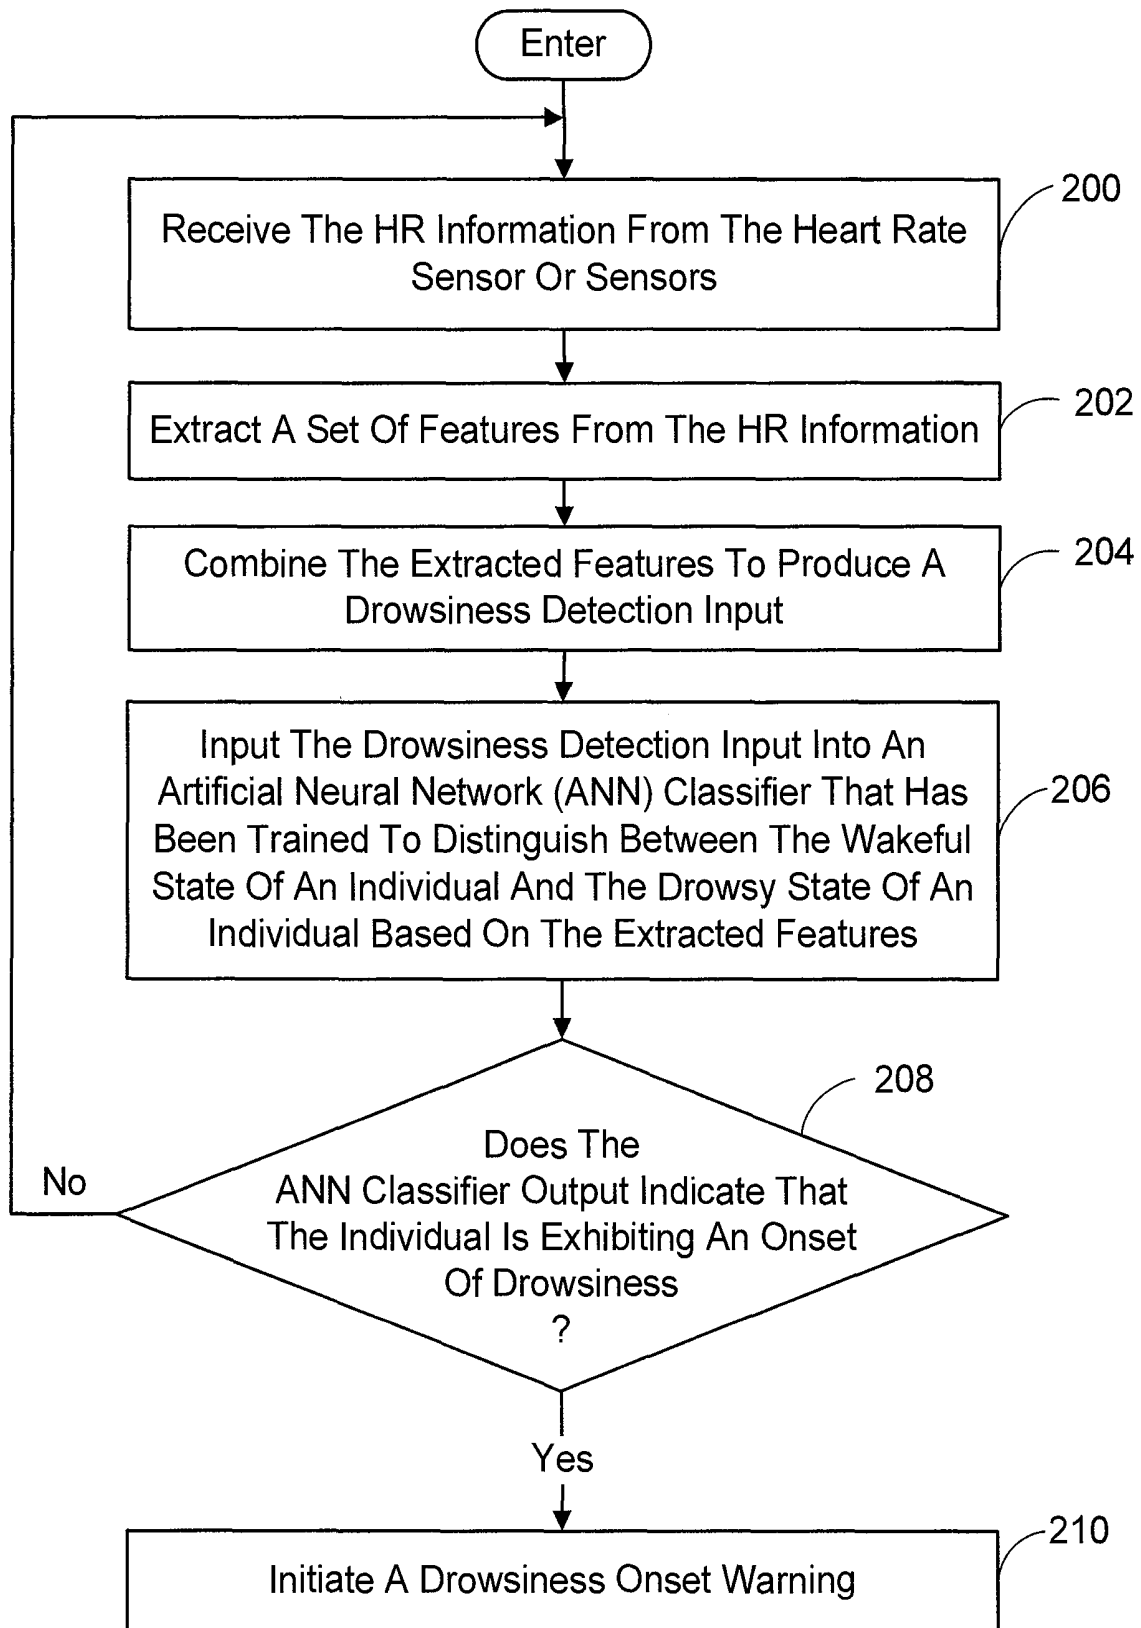 Enter
200
Receive The HR Information From The Heart Rate
Sensor Or Sensors
202
Extract A Set Of Features From The HR Information
204
Combine The Extracted Features To Produce A
Drowsiness Detection Input
206
Input The Drowsiness Detection Input Into An
Artificial Neural Network (ANN) Classifier That Has
Been Trained To Distinguish Between The Wakeful
State Of An Individual And The Drowsy State Of An
Individual Based On The Extracted Features
208
Does The
ANN Classifier Output Indicate That
The Individual Is Exhibiting An Onset
Of Drowsiness
?
No
Yes
210
Initiate A Drowsiness Onset Warning